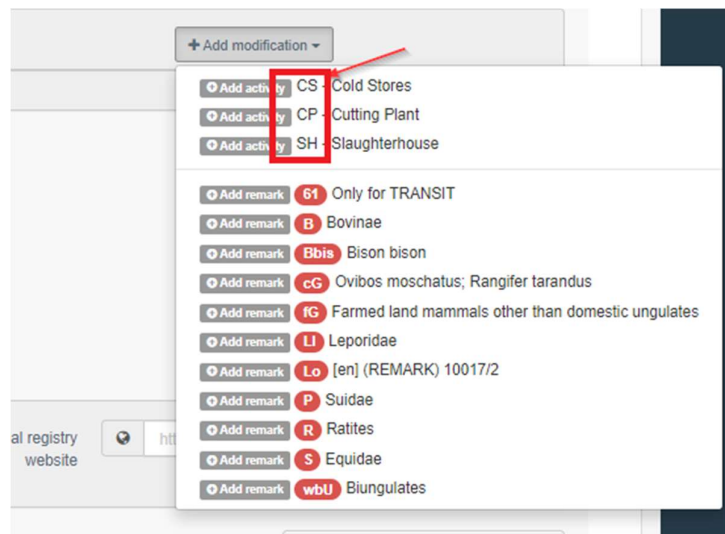 Add modification
Add activity CS - Cold Stores
Add activity CP - Cutting Plant
Add activity SH - Slaughterhouse
Add remark 61 Only for TRANSIT
Add remark B Bovinae
Add remark Bbis Bison bison
Add remark cG Ovibos moschatus; Rangifer tarandus
Add remark fG Farmed land mammals other than domestic ungulates
Add remark Ll Leporidae
Add remark Lo [en] (REMARK) 10017/2
Add remark P Suidae
Add remark R Ratites
Add remark S Equidae
Add remark wbU Biungulates
al registry
website
htt